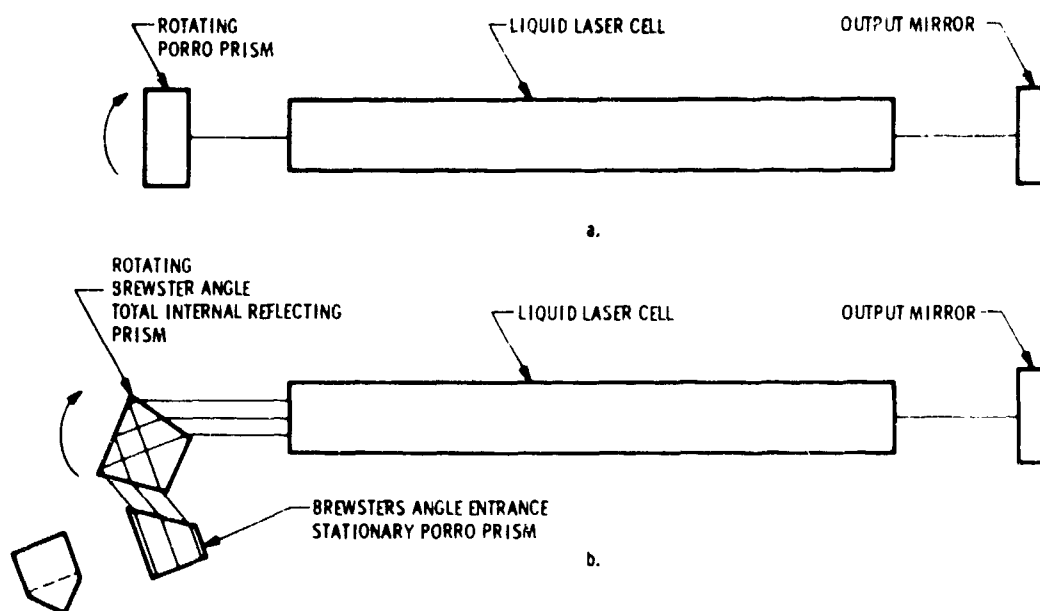 ROTATING
PORRO PRISM
LIQUID LASER CELL
OUTPUT MIRROR
a.
ROTATING
BREWSTER ANGLE
TOTAL INTERNAL REFLECTING
PRISM
LIQUID LASER CELL
OUTPUT MIRROR
BREWSTERS ANGLE ENTRANCE
STATIONARY PORRO PRISM
b.